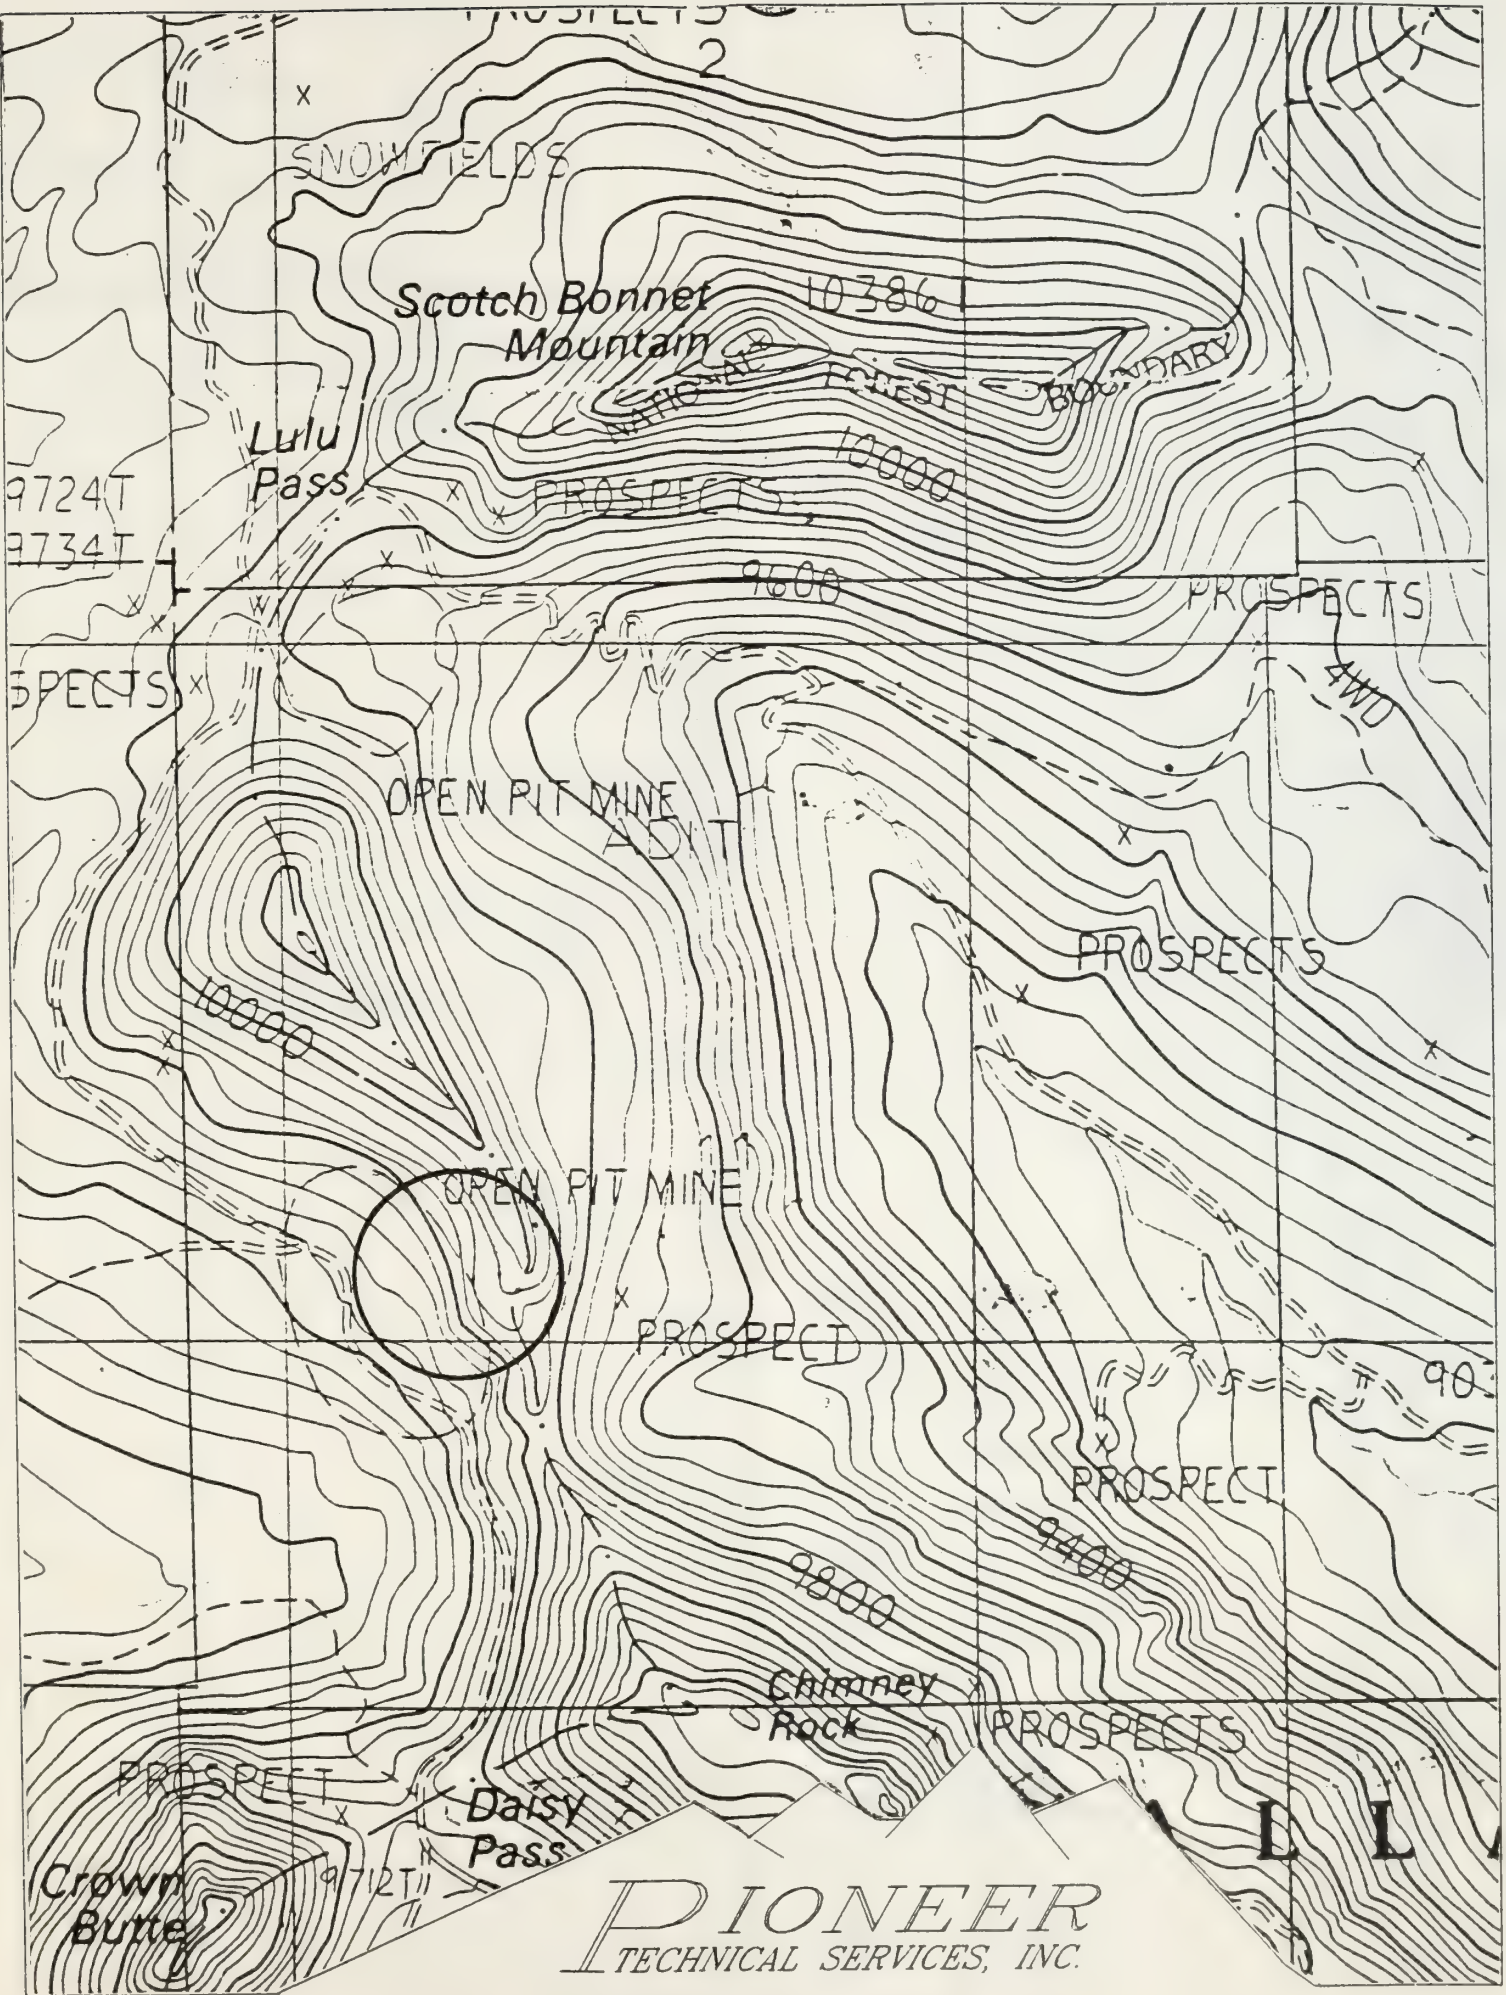 PROSPECTS
2
SNOWFIELDS
Scotch Bonnet
Mountain
10386
NATIONAL FOREST BOUNDARY
Lulu
Pass
10000
9724T
PROSPECTS
9734T
9600
PROSPECTS
SPECTS
4WD
OPEN PIT MINE
ADIT
PROSPECTS
10000
OPEN PIT MINE
PROSPECT
90
PROSPECT
9400
9800
Chimney
Rock
PROSPECTS
PROSPECT
Daisy
Pass
L L
Crown
Butte
9712T
PIONEER
TECHNICAL SERVICES, INC.